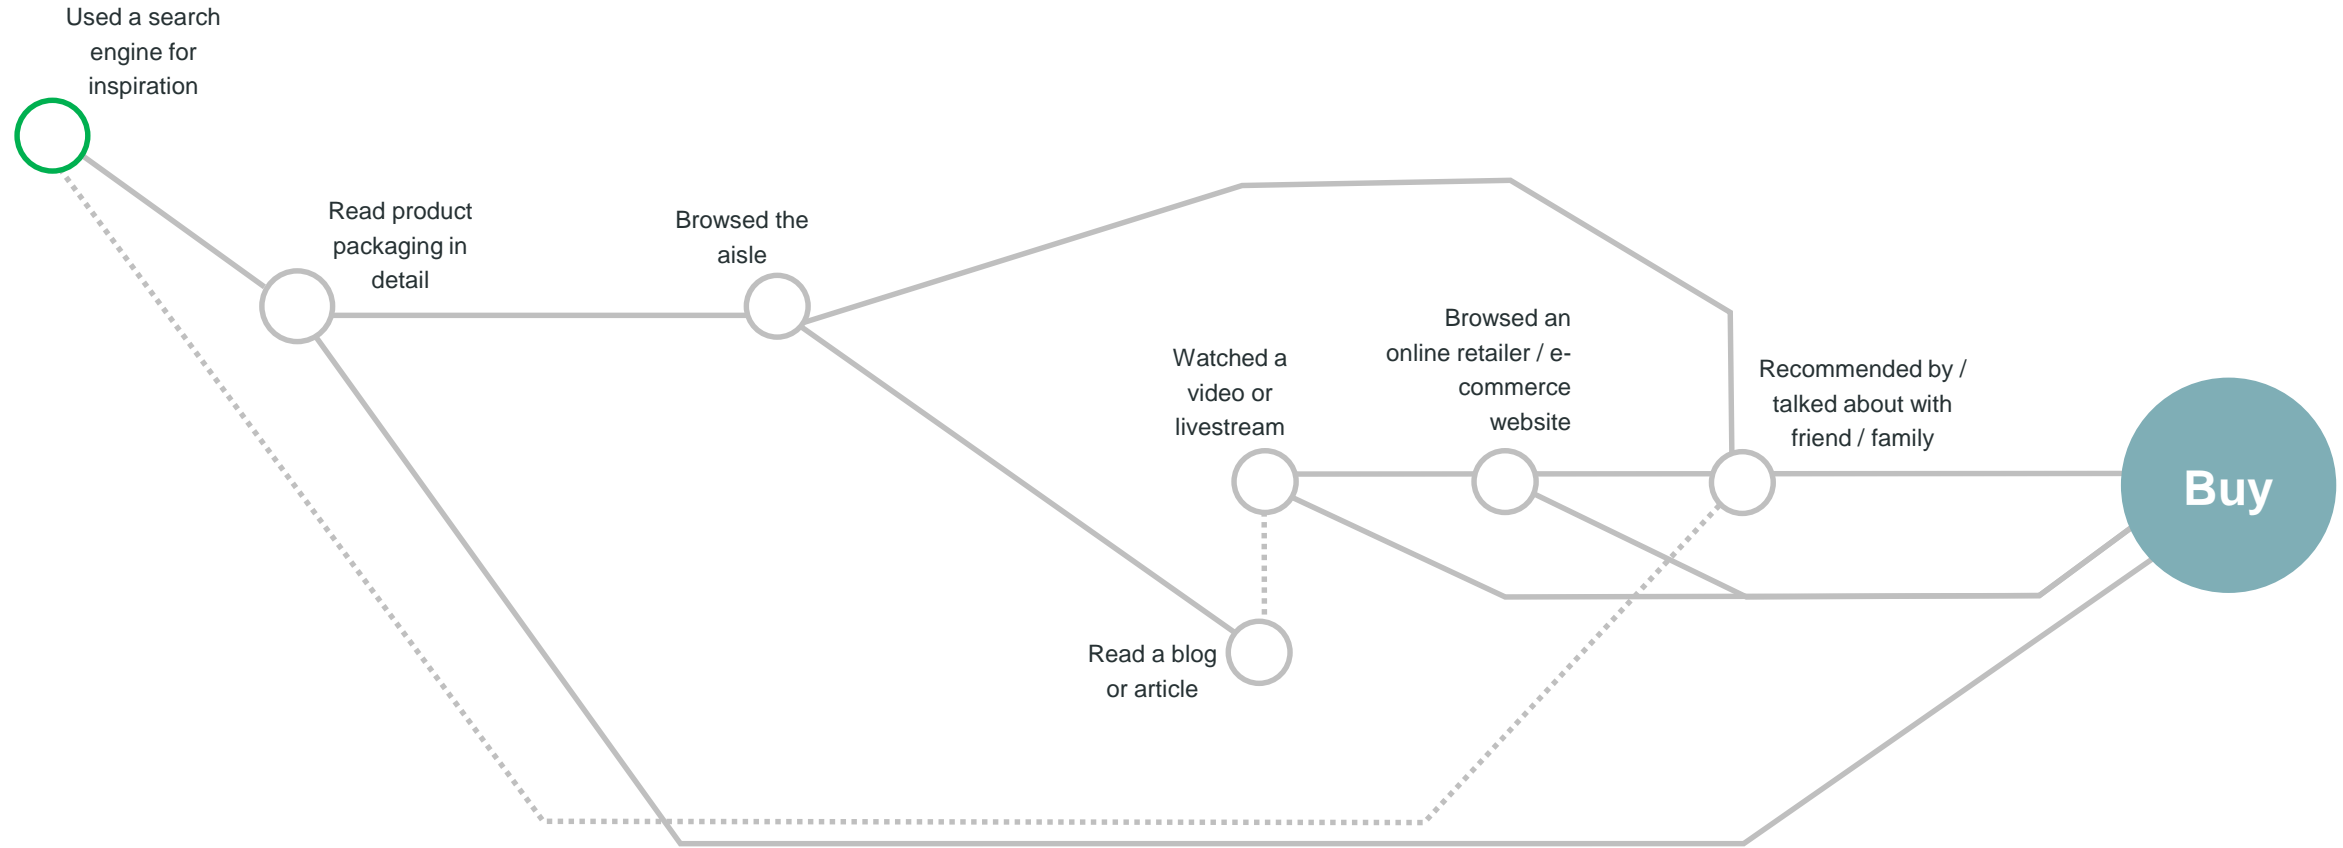 Used a search
engine for
inspiration
Read product
packaging in
detail
Browsed the
aisle
Watched a
video or
livestream
Browsed an
online retailer / e-
commerce
website
Recommended by /
talked about with
friend / family
Buy
Read a blog
or article